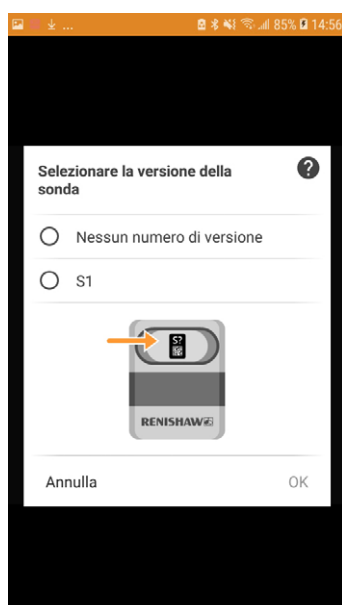 ... 85% 14:56
Selezionare la versione della
sonda
?
Nessun numero di versione
S1
S?
RENISHAW
Annulla OK